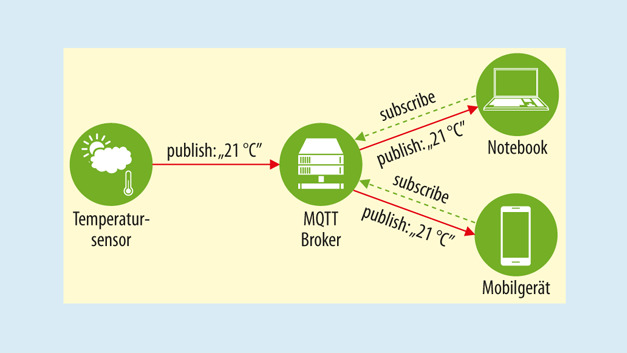 publish: „21 °C”
Temperatur-
sensor
MQTT
Broker
subscribe
publish: „21 °C”
Notebook
subscribe
publish: „21 °C”
Mobilgerät